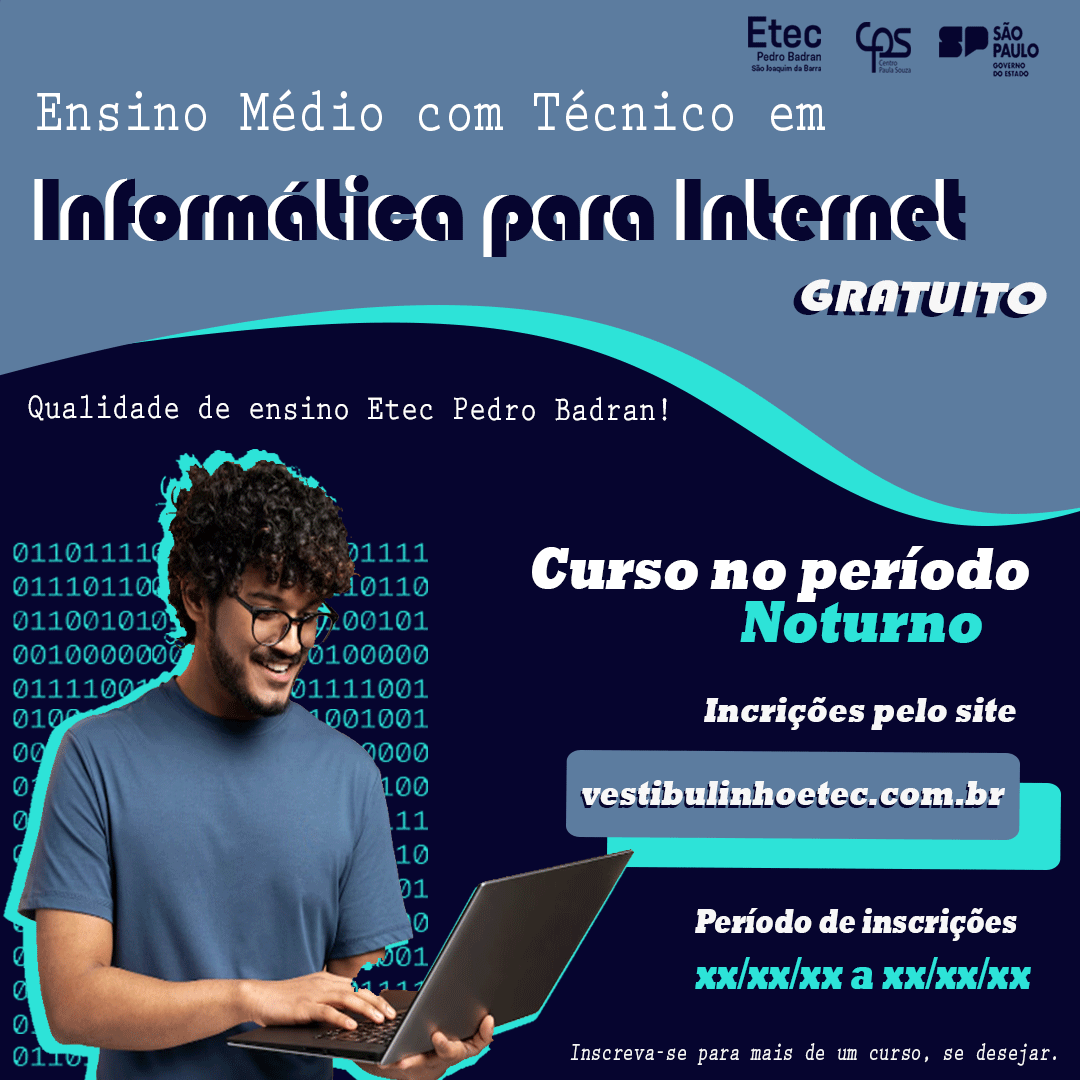 Etec
Pedro Badran
São Joaquim da Barra
CPS
Centro
Paula Souza
SP
SÃO
PAULO
GOVERNO
DO ESTADO
Ensino Médio com Técnico em
Informática para Internet
GRATUITO
Qualidade de ensino Etec Pedro Badran!
Curso no período
Noturno
Incrições pelo site
vestibulinhoetec.com.br
Período de inscrições
xx/xx/xx a xx/xx/xx
Inscreva-se para mais de um curso, se desejar.